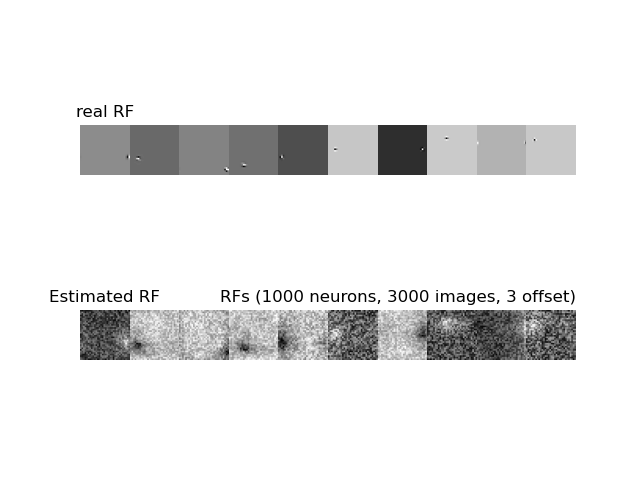 real RF
Estimated RF
RFs (1000 neurons, 3000 images, 3 offset)